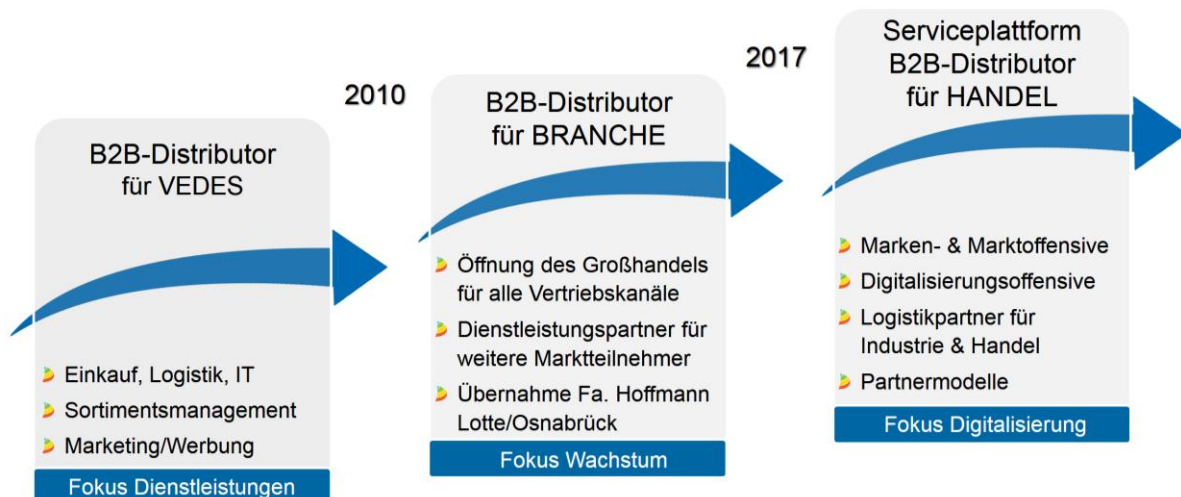 B2B-Distributor
für VEDES
Einkauf, Logistik, IT
Sortimentsmanagement
Marketing/Werbung
Fokus Dienstleistungen
2010
B2B-Distributor
für BRANCHE
Öffnung des Großhandels
für alle Vertriebskanäle
Dienstleistungspartner für
weitere Marktteilnehmer
Übernahme Fa. Hoffmann
Lotte/Osnabrück
Fokus Wachstum
2017
Serviceplattform
B2B-Distributor
für HANDEL
Marken- & Marktoffensive
Digitalisierungsoffensive
Logistikpartner für
Industrie & Handel
Partnermodelle
Fokus Digitalisierung